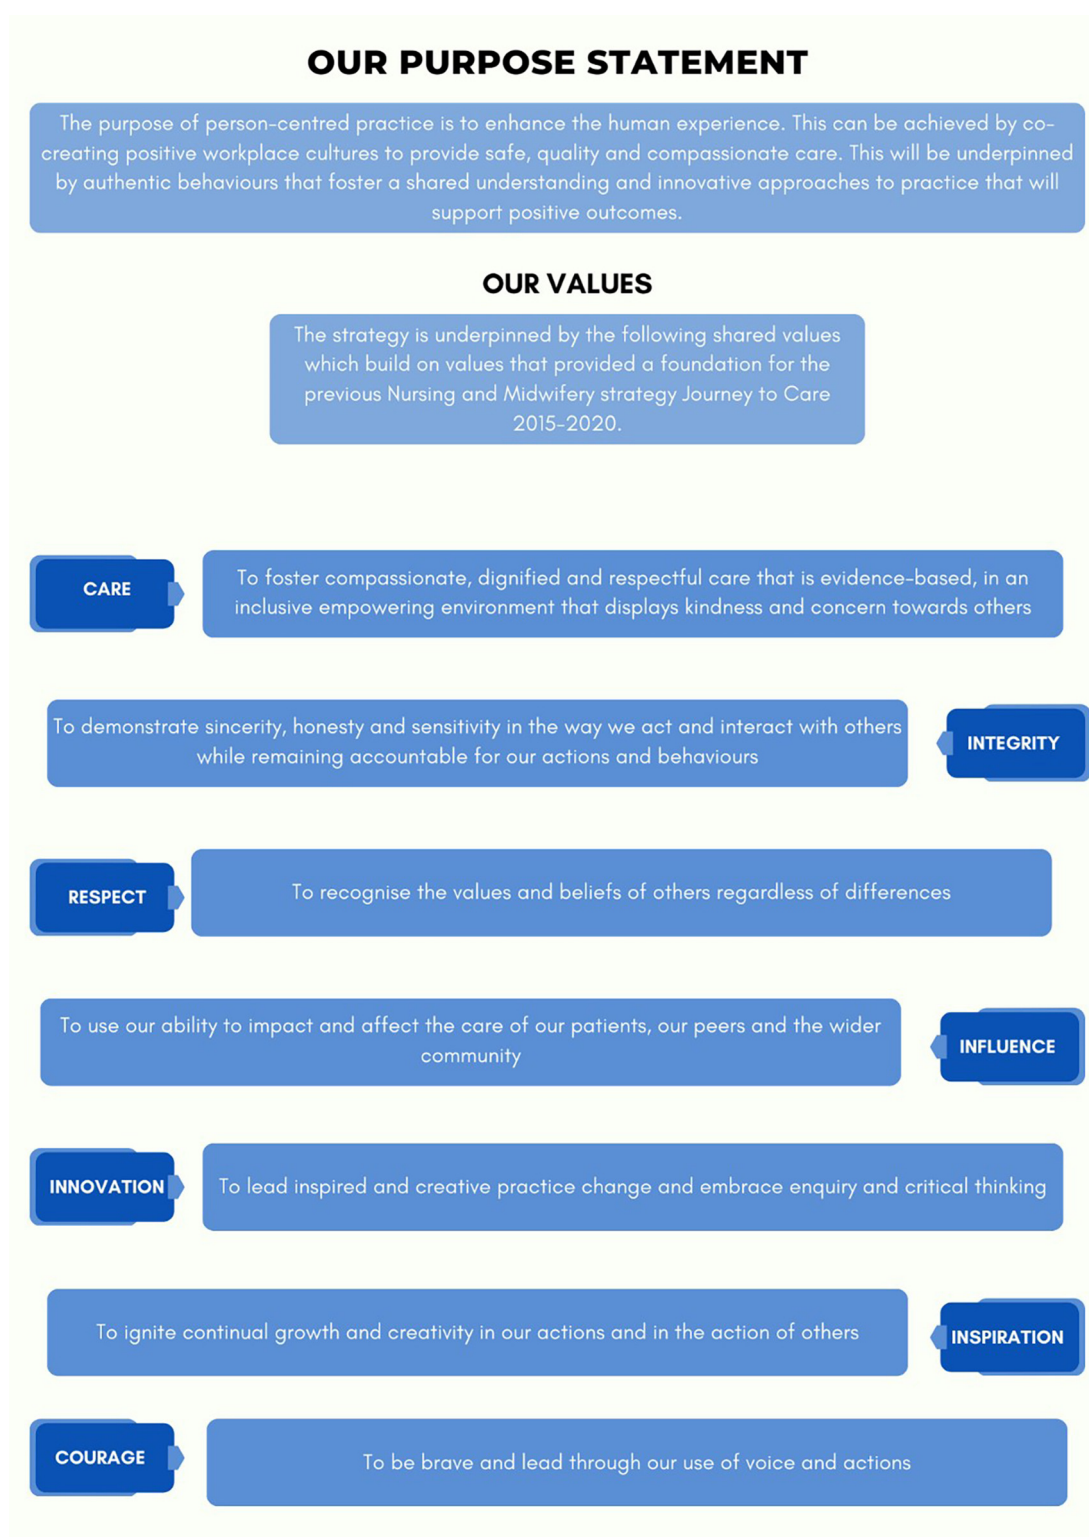 OUR PURPOSE STATEMENT
The purpose of person-centred practice is to enhance the human experience. This can be achieved by co-
creating positive workplace cultures to provide safe, quality and compassionate care. This will be underpinned
by authentic behaviours that foster a shared understanding and innovative approaches to practice that will
support positive outcomes.
OUR VALUES
The strategy is underpinned by the following shared values
which build on values that provided a foundation for the
previous Nursing and Midwifery strategy Journey to Care
2015-2020.
CARE
To foster compassionate, dignified and respectful care that is evidence-based, in an
inclusive empowering environment that displays kindness and concern towards others
To demonstrate sincerity, honesty and sensitivity in the way we act and interact with others
while remaining accountable for our actions and behaviours
INTEGRITY
RESPECT
To recognise the values and beliefs of others regardless of differences
To use our ability to impact and affect the care of our patients, our peers and the wider
community
INFLUENCE
INNOVATION
To lead inspired and creative practice change and embrace enquiry and critical thinking
To ignite continual growth and creativity in our actions and in the action of others
INSPIRATION
COURAGE
To be brave and lead through our use of voice and actions